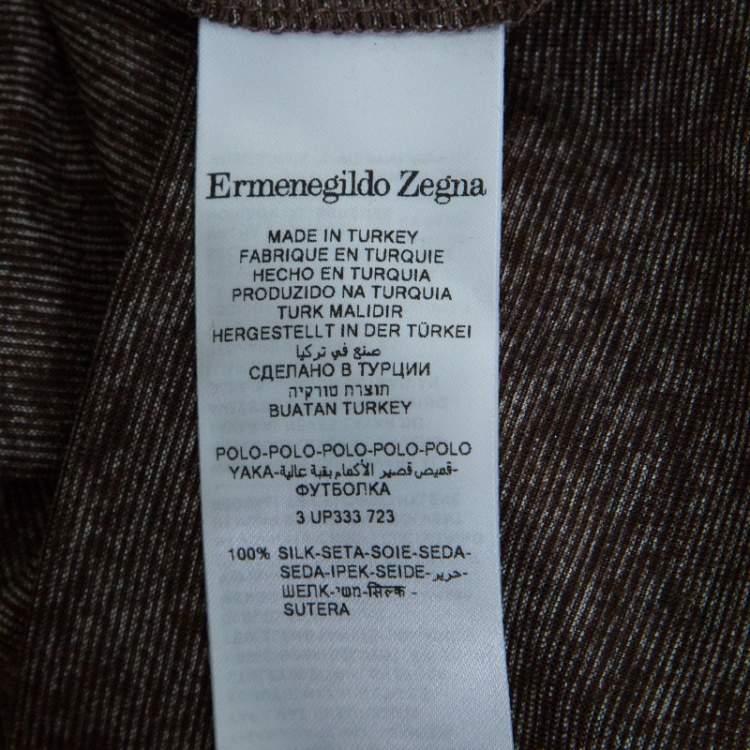 Ermenegildo Zegna
MADE IN TURKEY
FABRIQUE EN TURQUIE
HECHO EN TURQUIA
PRODUZIDO NA TURQUIA
TURK MALIDIR
HERGESTELLT IN DER TÜRKEI
صنع في تركيا
СДЕЛАНО В ТУРЦИИ
תוצרת טורקיה
BUATAN TURKEY
POLO-POLO-POLO-POLO-POLO
YAKA-قميص قصير الأكمام بقبة عالية-
ФУТБОЛКА
3 UP333 723
100% SILK-SETA-SOIE-SEDA-
SEDA-IPEK-SEIDE-حرير-
ШЕЛК-משי-सिल्क -
SUTERA